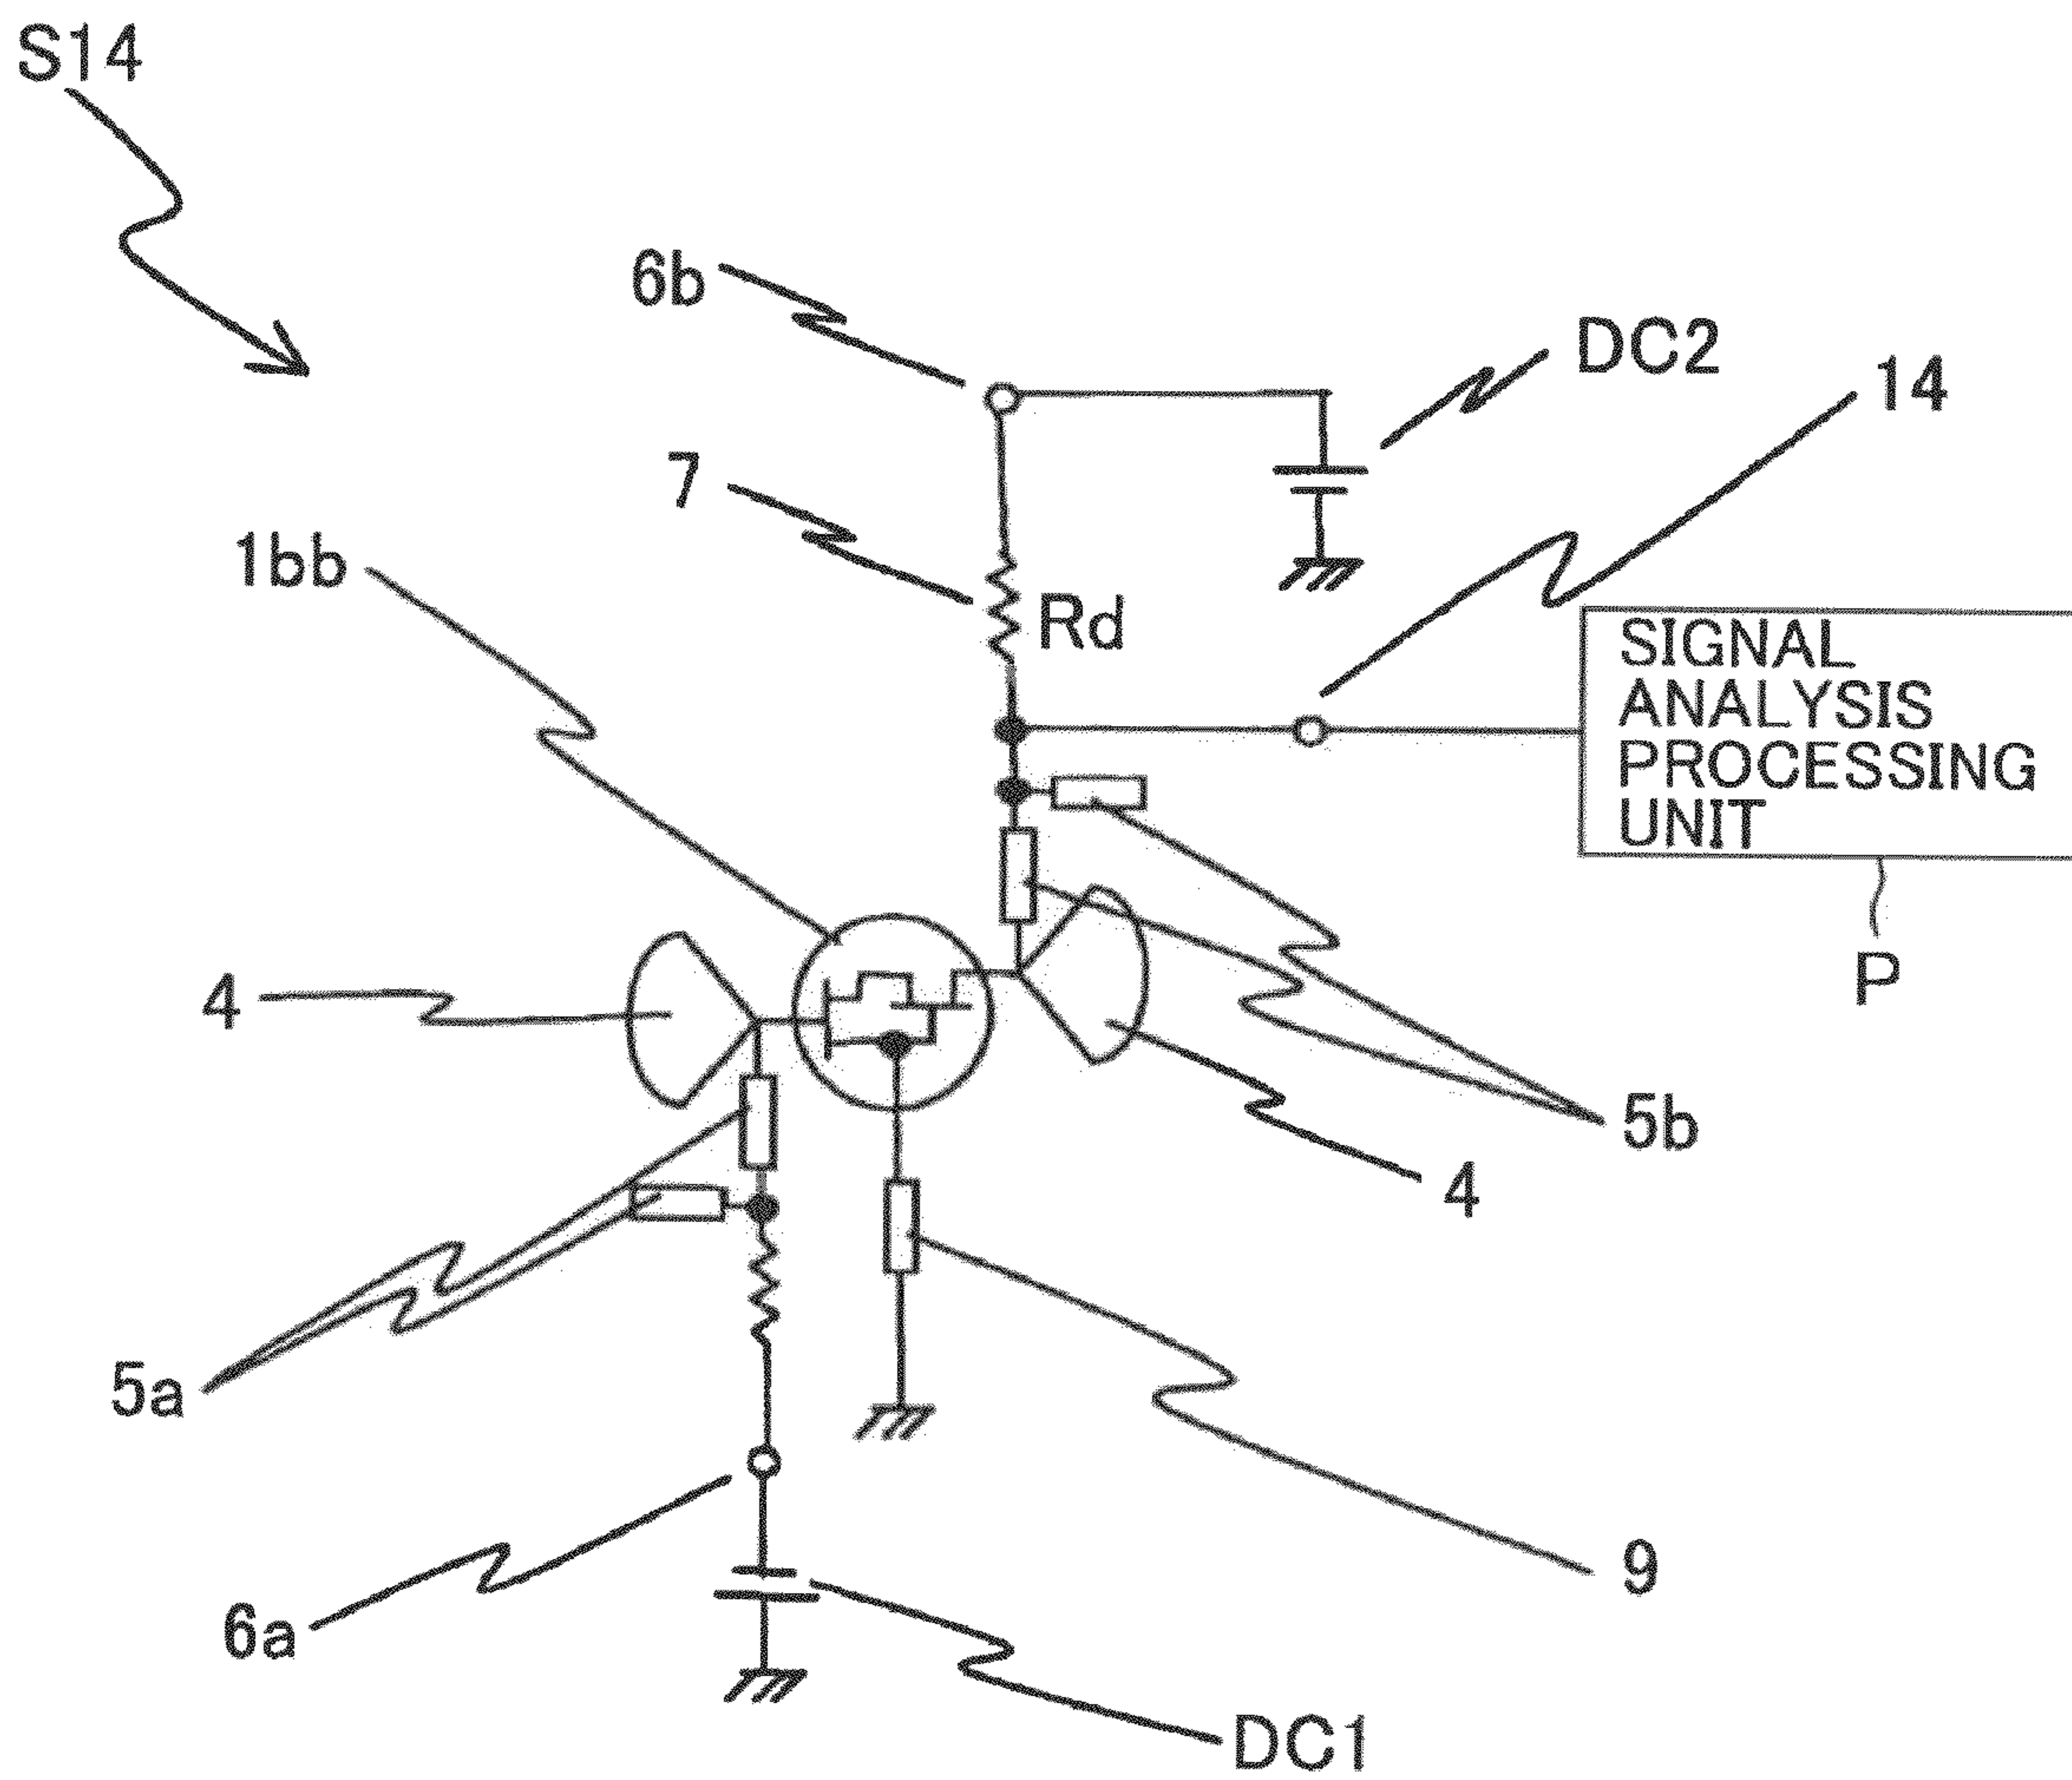 S14
6b
DC2
14
7
1bb
Rd
SIGNAL
ANALYSIS
PROCESSING
UNIT
P
4
5b
4
5a
9
6a
DC1